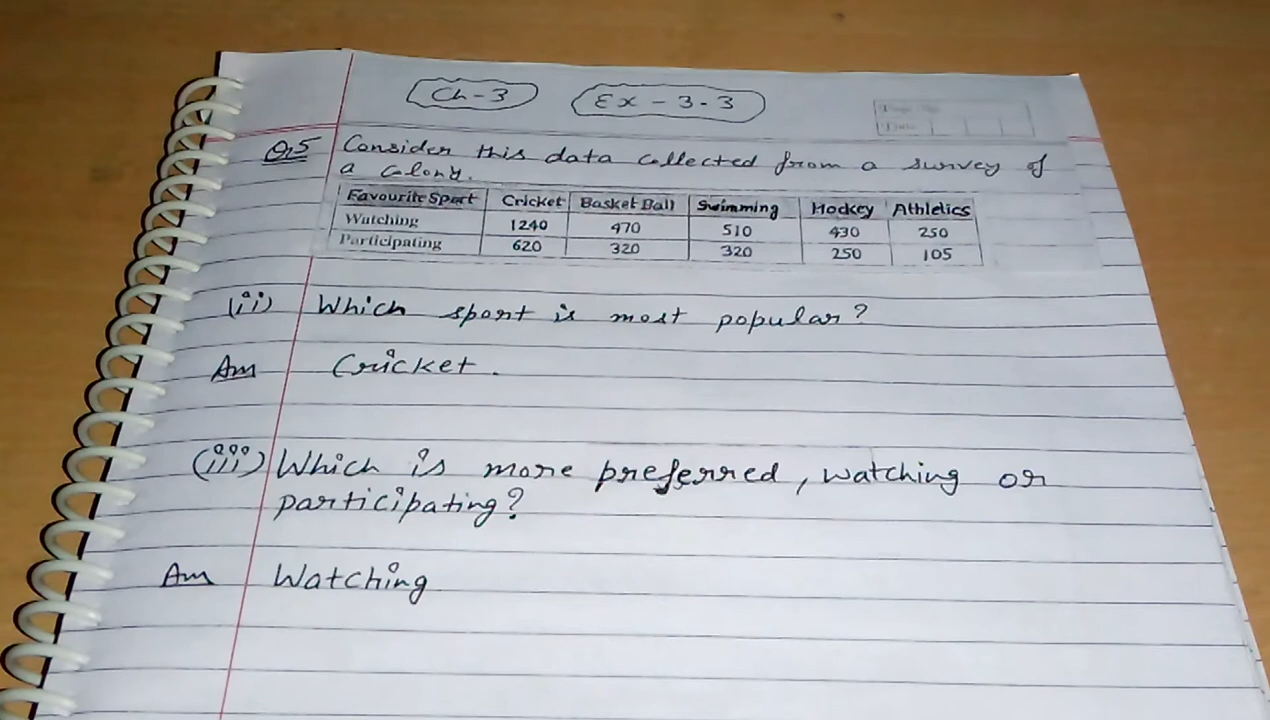 Ch-3 Ex-3.3
Q.5 Consider this data collected from a survey of
a colony.
Favourite Sport Cricket Basket Ball Swimming Hockey Athletics
Watching 1240 470 510 430 250
Participating 620 320 320 250 105
(ii) Which sport is most popular?
Ans Cricket.
(iii) Which is more preferred, watching or
participating?
Ans Watching